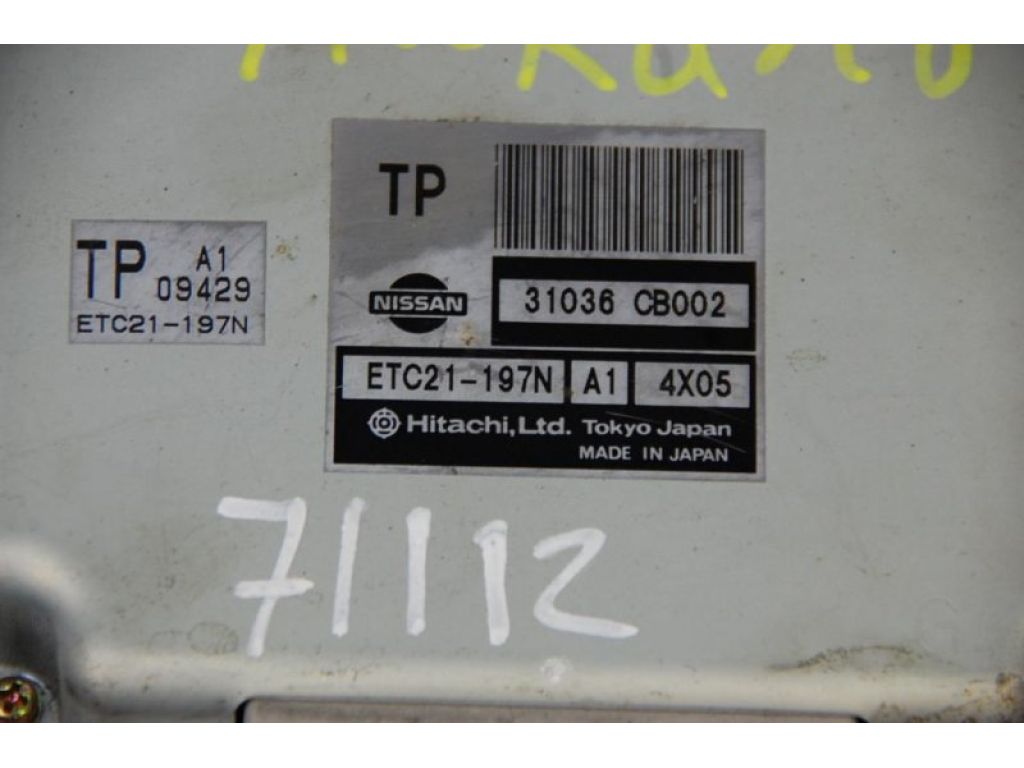 TP
NISSAN
31036 CB002
ETC21-197N A1 4X05
Hitachi, Ltd. Tokyo Japan
MADE IN JAPAN
TP A1
09429
ETC21-197N
71112